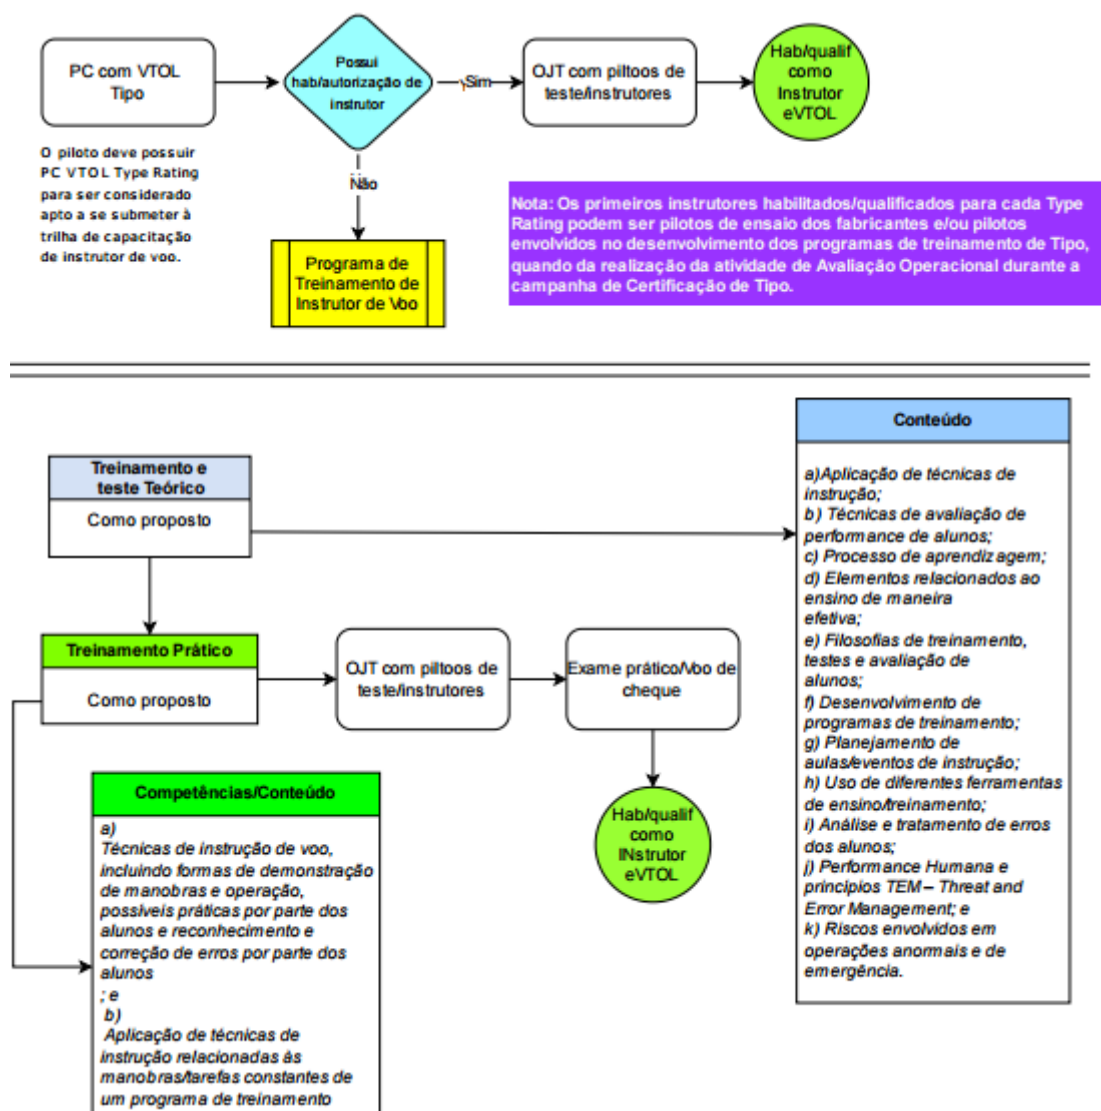 PC com VTOL
Tipo
Possui
hab/autorização de
instrutor
Sim
OJT com piltoos de
teste/instrutores
Hab/qualif
como
Instrutor
eVTOL
O piloto deve possuir
PC VTOL Type Rating
para ser considerado
apto a se submeter à
trilha de capacitação
de instrutor de voo.
Não
Programa de
Treinamento de
Instrutor de Voo
Nota: Os primeiros instrutores habilitados/qualificados para cada Type
Rating podem ser pilotos de ensaio dos fabricantes e/ou pilotos
envolvidos no desenvolvimento dos programas de treinamento de Tipo,
quando da realização da atividade de Avaliação Operacional durante a
campanha de Certificação de Tipo.
Treinamento e
teste Teórico
Como proposto
Treinamento Prático
Como proposto
OJT com piltoos de
teste/instrutores
Exame prático/Voo de
cheque
Hab/qualif
como
INstrutor
eVTOL
Competências/Conteúdo
a)
Técnicas de instrução de voo,
incluindo formas de demonstração
de manobras e operação,
possíveis práticas por parte dos
alunos e reconhecimento e
correção de erros por parte dos
alunos
; e
b)
Aplicação de técnicas de
instrução relacionadas às
manobras/tarefas constantes de
um programa de treinamento
Conteúdo
a)Aplicação de técnicas de
instrução;
b) Técnicas de avaliação de
performance de alunos;
c) Processo de aprendizagem;
d) Elementos relacionados ao
ensino de maneira
efetiva;
e) Filosofias de treinamento,
testes e avaliação de
alunos;
f) Desenvolvimento de
programas de treinamento;
g) Planejamento de
aulas/eventos de instrução;
h) Uso de diferentes ferramentas
de ensino/treinamento;
i) Análise e tratamento de erros
dos alunos;
j) Performance Humana e
princípios TEM – Threat and
Error Management; e
k) Riscos envolvidos em
operações anormais e de
emergência.